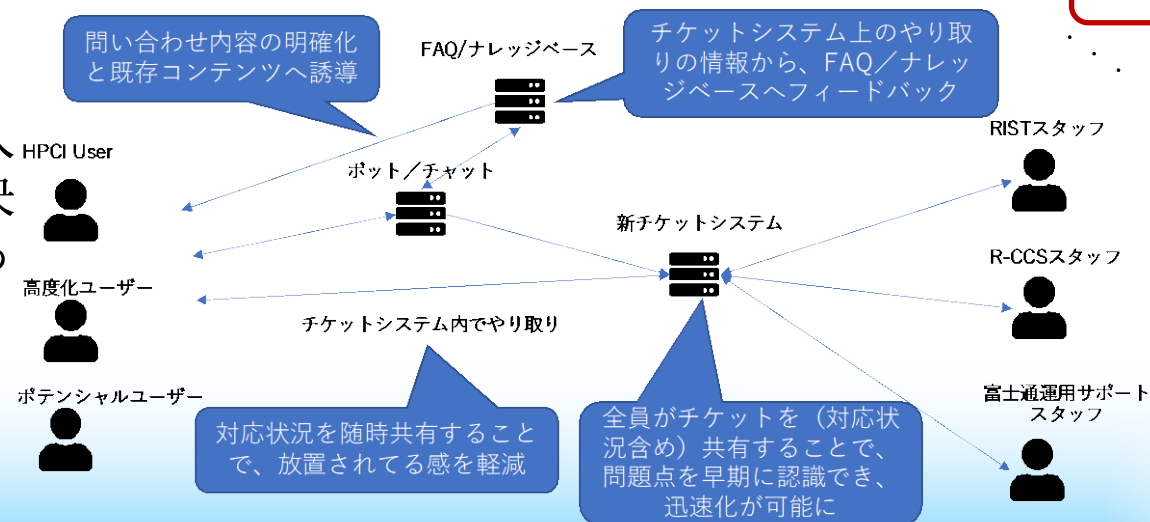 問い合わせ内容の明確化
と既存コンテンツへ誘導
FAQ/ナレッジベース
チケットシステム上のやり取
りの情報から、FAQ／ナレッ
ジベースへフィードバック
HPCI User
ボット／チャット
RISTスタッフ
新チケットシステム
R-CCSスタッフ
高度化ユーザー
チケットシステム内でやり取り
ポテンシャルユーザー
富士通運用サポート
スタッフ
対応状況を随時共有すること
で、放置されてる感を軽減
全員がチケットを（対応状
況含め）共有することで、
問題点を早期に認識でき、
迅速化が可能に